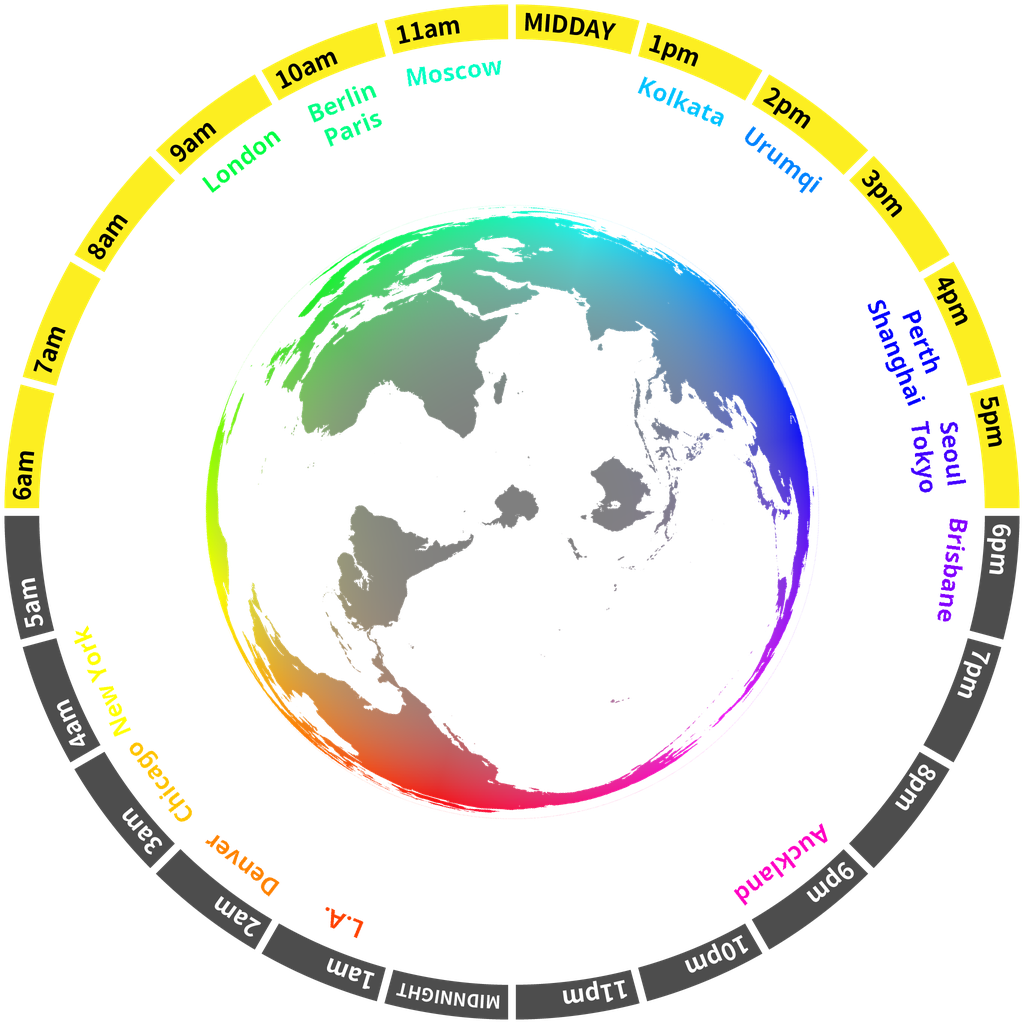 MIDDAY
1pm
2pm
3pm
4pm
5pm
6pm
7pm
8pm
9pm
10pm
11pm
MIDNNIGHT
1am
2am
3am
4am
5am
6am
7am
8am
9am
10am
11am
Moscow
Kolkata
Urumqi
Perth
Shanghai
Seoul
Tokyo
Brisbane
Auckland
L.A.
Denver
Chicago
New York
London
Berlin
Paris